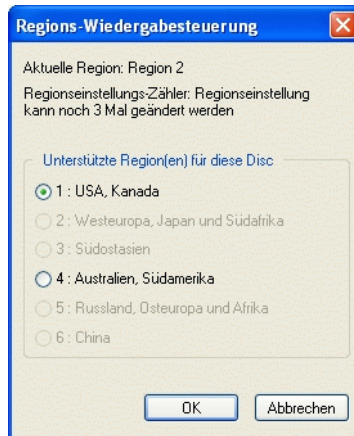 Regions-Wiedergabesteuerung
Aktuelle Region: Region 2
Regionseinstellungs-Zähler: Regionseinstellung
kann noch 3 Mal geändert werden
Unterstützte Region(en) für diese Disc
1 : USA, Kanada
2 : Westeuropa, Japan und Südafrika
3 : Südostasien
4 : Australien, Südamerika
5 : Russland, Osteuropa und Afrika
6 : China
OK
Abbrechen